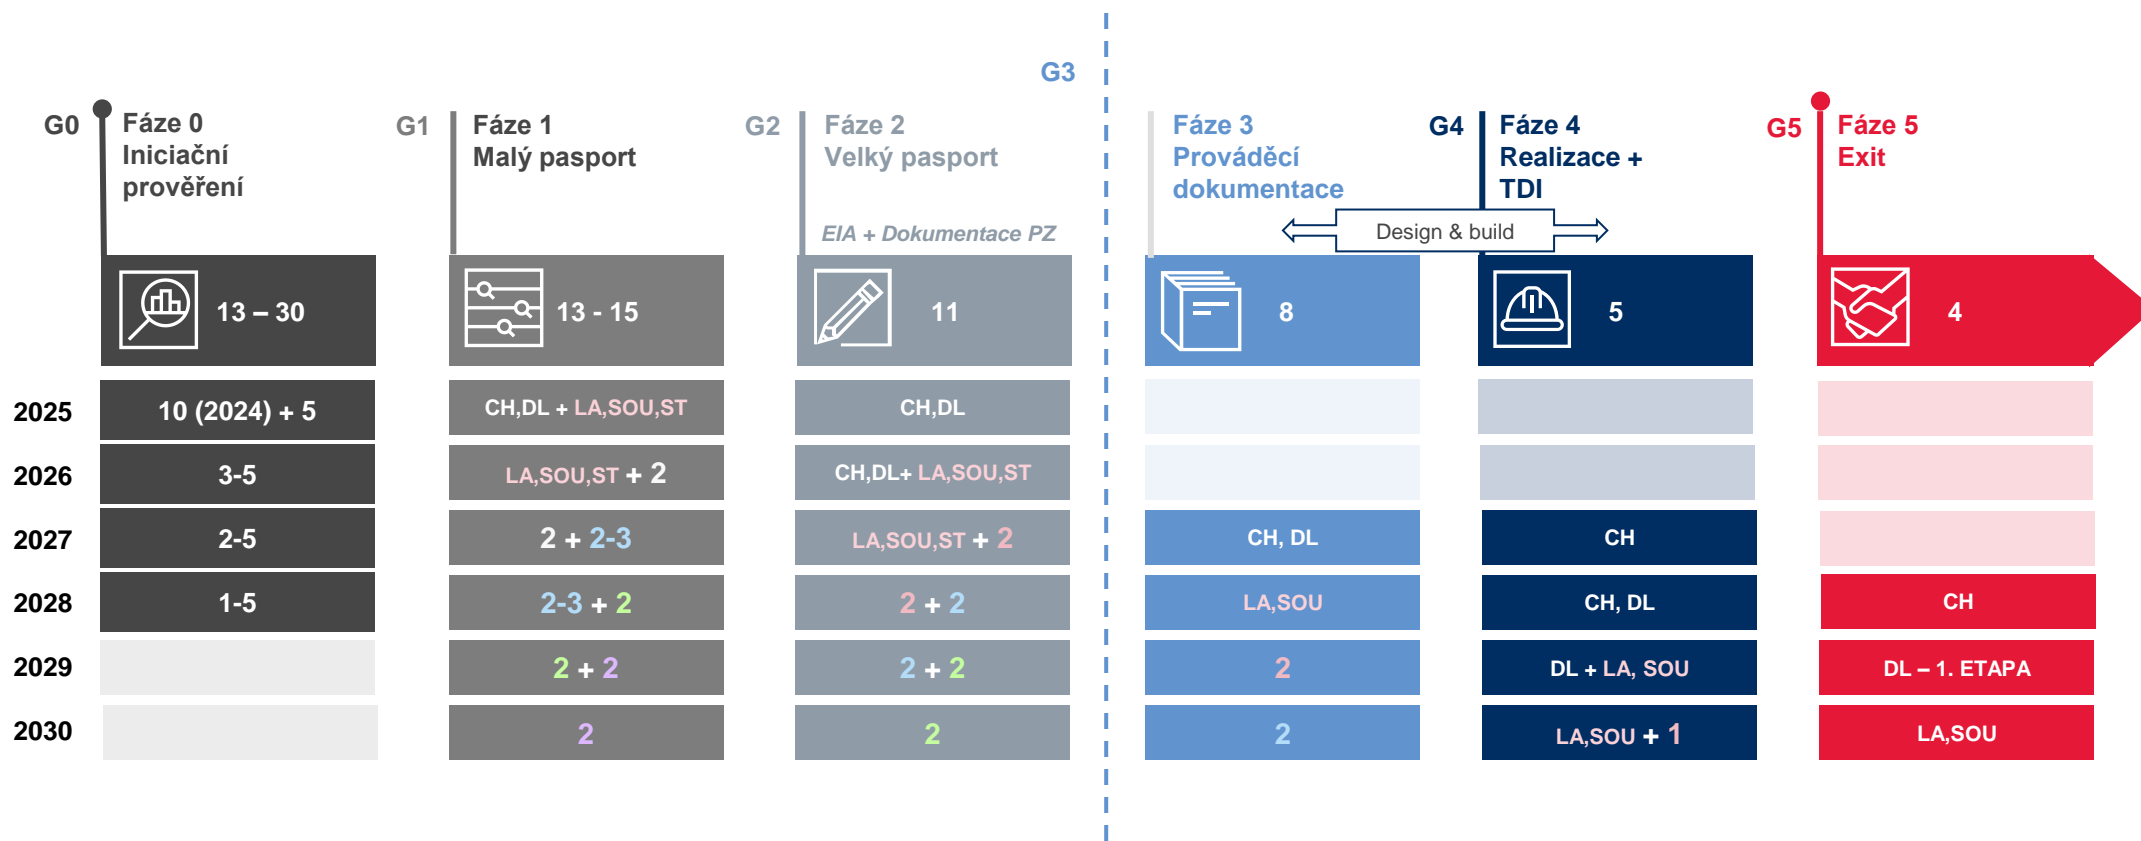 G3
G0
Fáze 0
Iniciační
prověření
G1
Fáze 1
Malý pasport
G2
Fáze 2
Velký pasport
EIA + Dokumentace PZ
Fáze 3
Prováděcí
dokumentace
G4
Fáze 4
Realizace +
TDI
Design & build
G5
Fáze 5
Exit
13 – 30
13 - 15
11
8
5
4
2025
10 (2024) + 5
CH,DL + LA,SOU,ST
CH,DL
2026
3-5
LA,SOU,ST + 2
CH,DL+ LA,SOU,ST
2027
2-5
2 + 2-3
LA,SOU,ST + 2
CH, DL
CH
2028
1-5
2-3 + 2
2 + 2
LA,SOU
CH, DL
CH
2029
2 + 2
2 + 2
2
DL + LA, SOU
DL – 1. ETAPA
2030
2
2
2
LA,SOU + 1
LA,SOU